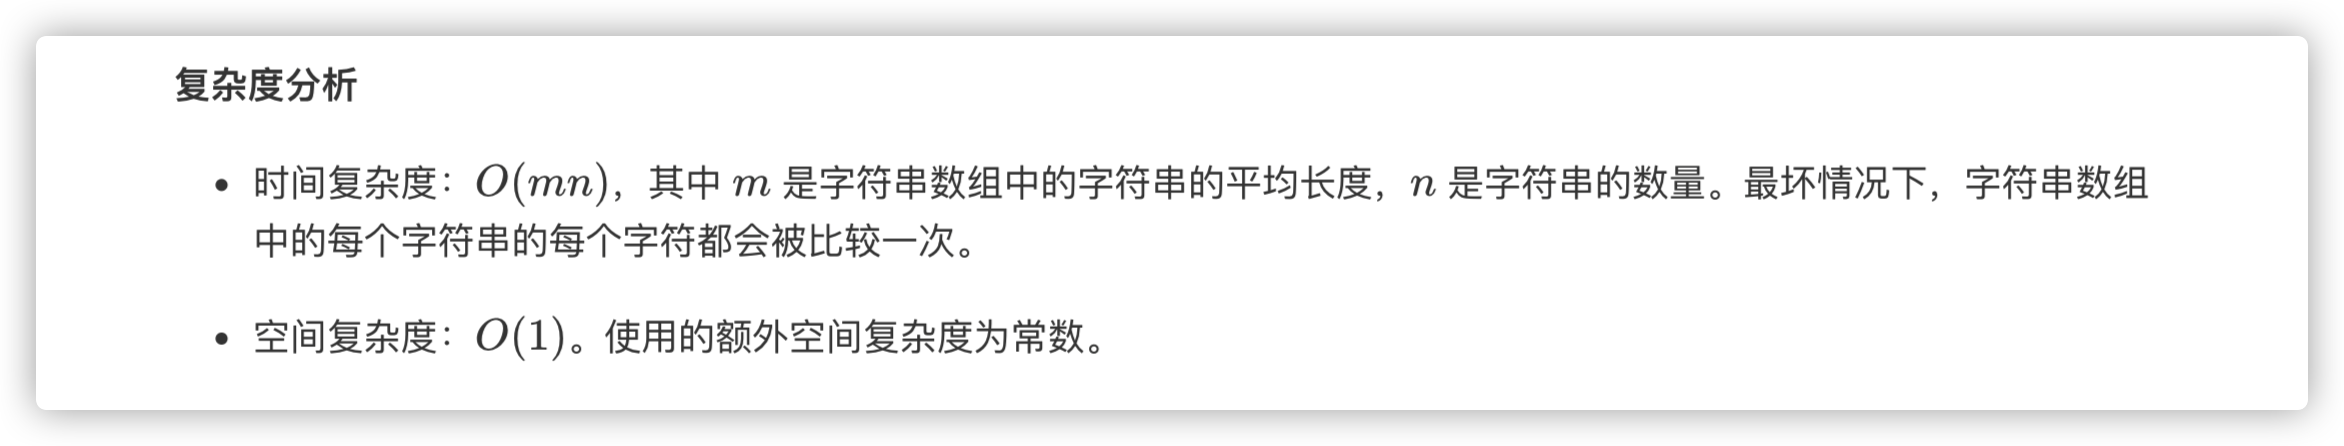 复杂度分析
• 时间复杂度：O(mn)，其中 m 是字符串数组中的字符串的平均长度，n 是字符串的数量。最坏情况下，字符串数组
中的每个字符串的每个字符都会被比较一次。
• 空间复杂度：O(1)。使用的额外空间复杂度为常数。